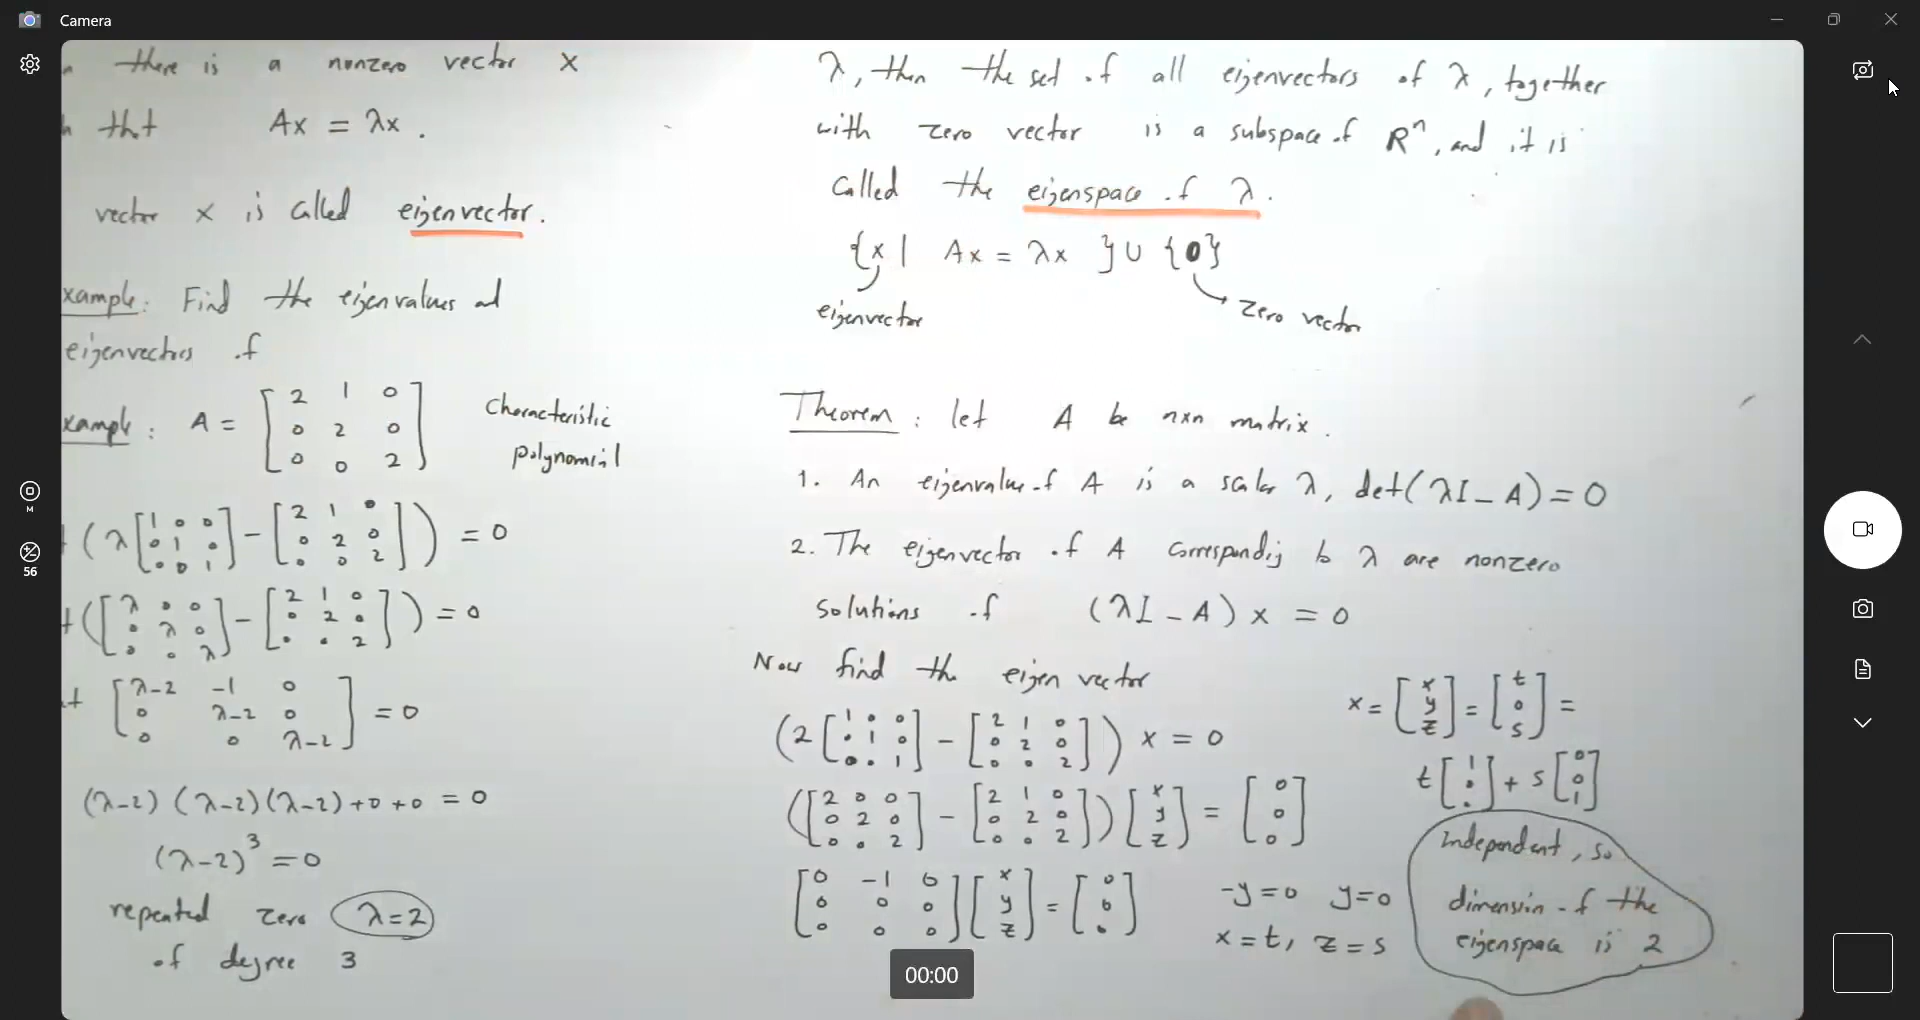 Camera
there is a nonzero vector x
that Ax = λx .
vector x is called eigenvector.
xample: Find the eigenvalues and
eigenvectors of
xample: A = [2 1 0; 0 2 0; 0 0 2] Characteristic
polynomial
(λ[1 0 0; 0 1 0; 0 0 1] - [2 1 0; 0 2 0; 0 0 2]) = 0
([λ 0 0; 0 λ 0; 0 0 λ] - [2 1 0; 0 2 0; 0 0 2]) = 0
[λ-2 -1 0; 0 λ-2 0; 0 0 λ-2] = 0
(λ-2) (λ-2)(λ-2)+0+0 = 0
(λ-2)³ = 0
repeated zero λ=2
of degree 3
λ, then the set of all eigenvectors of λ, together
with zero vector is a subspace of Rⁿ, and it is
called the eigenspace of λ.
{x | Ax = λx } ∪ {0}
eigenvector
zero vector
Theorem : let A be nxn matrix.
1. An eigenvalue of A is a scalar λ, det(λI - A) = 0
2. The eigenvector of A corresponding to λ are nonzero
solutions of (λI - A) x = 0
Now find the eigen vector
(2[1 0 0; 0 1 0; 0 0 1] - [2 1 0; 0 2 0; 0 0 2]) x = 0
([2 0 0; 0 2 0; 0 0 2] - [2 1 0; 0 2 0; 0 0 2])[x; y; z] = [0; 0; 0]
[0 -1 0; 0 0 0; 0 0 0][x; y; z] = [0; 0; 0]
-y=0 y=0
x=t, z=s
x = [x; y; z] = [t; 0; s] =
t[1; 0; 0] + s[0; 0; 1]
independent, so
dimension of the
eigenspace is 2
M
56
00:00